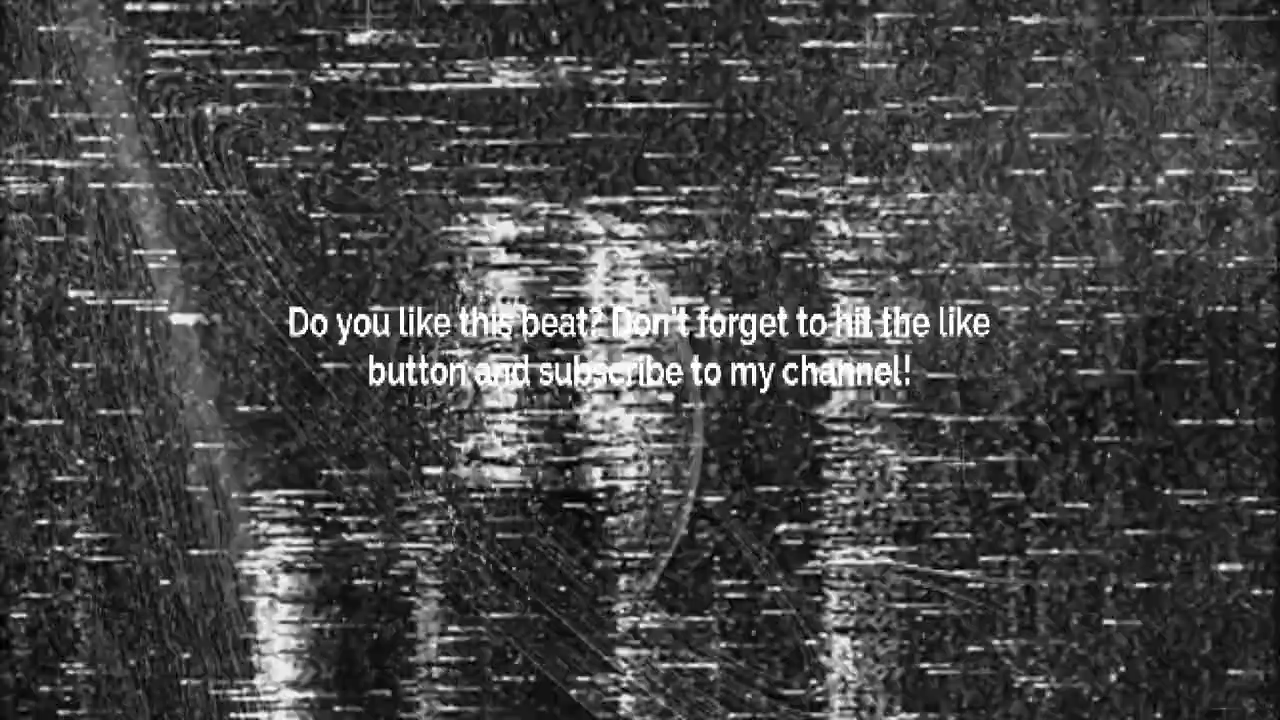 Do you like this beat? Don't forget to hit the like
button and subscribe to my channel!